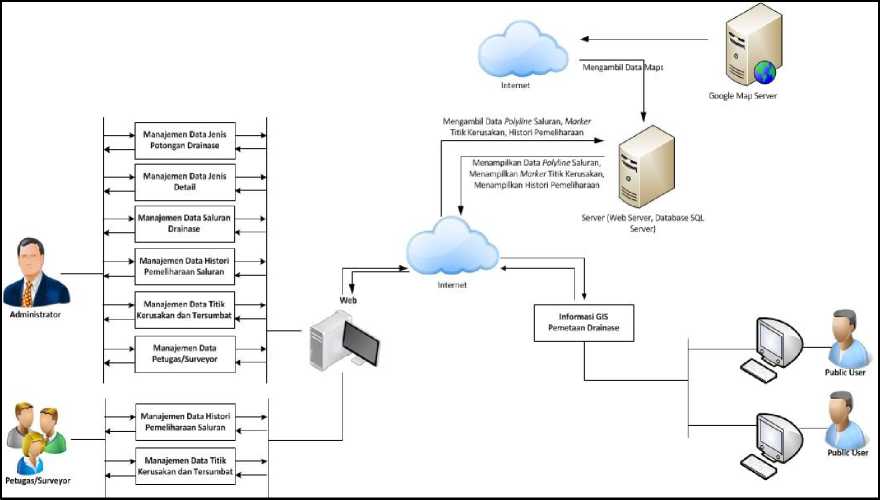 Internet
Mengambil Data Maps
Google Map Server
Mengambil Data Polyline Saluran, Marker
Titik Kerusakan, Histori Pemeliharaan
Menampilkan Data Polyline Saluran,
Menampilkan Marker Titik Kerusakan,
Menampilkan Histori Pemeliharaan
Server (Web Server, Database SQL
Server)
Manajemen Data Jenis
Potongan Drainase
Manajemen Data Jenis
Detail
Manajemen Data Saluran
Drainase
Manajemen Data Histori
Pemeliharaan Saluran
Manajemen Data Titik
Kerusakan dan Tersumbat
Manajemen Data
Petugas/Surveyor
Administrator
Internet
Web
Informasi GIS
Pemetaan Drainase
Public User
Public User
Manajemen Data Histori
Pemeliharaan Saluran
Manajemen Data Titik
Kerusakan dan Tersumbat
Petugas/Surveyor